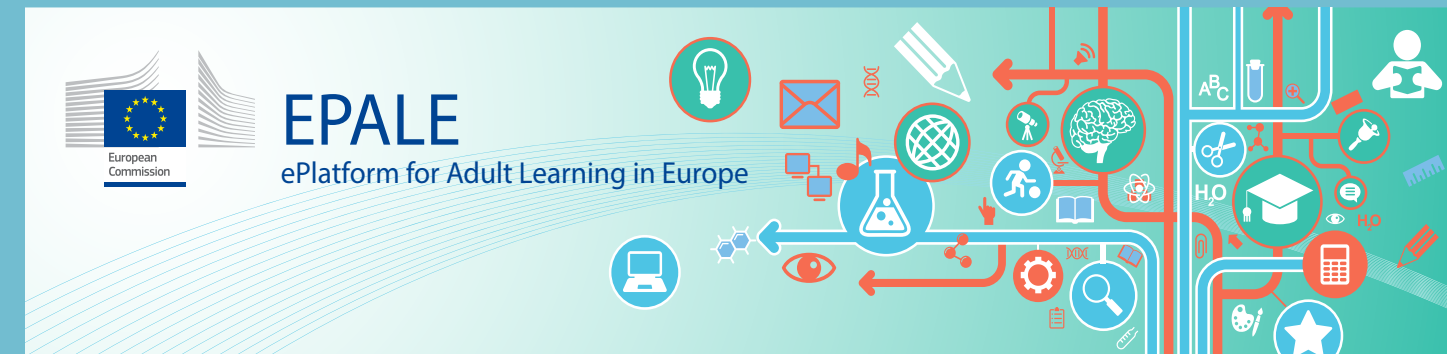 European
Commission
EPALE
ePlatform for Adult Learning in Europe
ABC
H2O
H2O